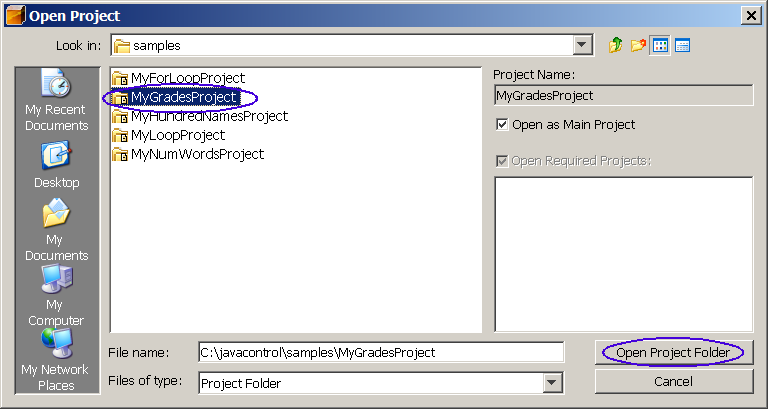 Open Project
Look in:
samples
My Recent
Documents
Desktop
My
Documents
My
Computer
My Network
Places
MyForLoopProject
MyGradesProject
MyHundredNamesProject
MyLoopProject
MyNumWordsProject
Project Name:
MyGradesProject
Open as Main Project
Open Required Projects:
File name:
C:\javacontrol\samples\MyGradesProject
Open Project Folder
Files of type:
Project Folder
Cancel